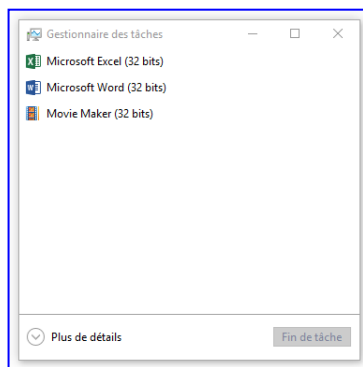 Gestionnaire des tâches
Microsoft Excel (32 bits)
Microsoft Word (32 bits)
Movie Maker (32 bits)
Plus de détails
Fin de tâche